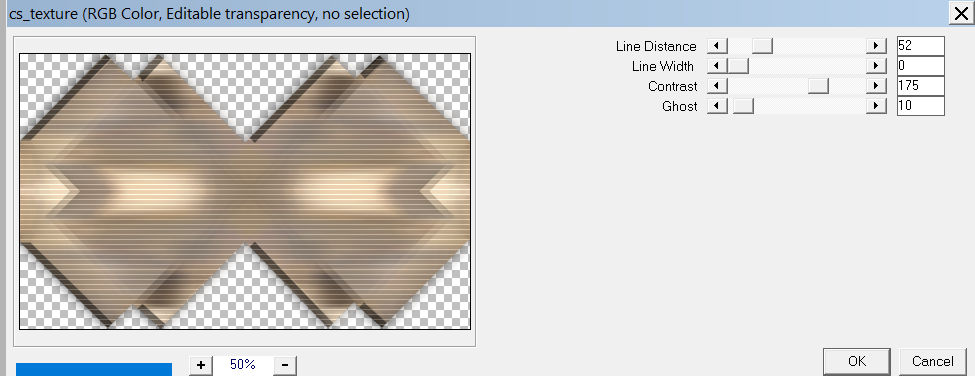 cs_texture (RGB Color, Editable transparency, no selection)
Line Distance 52
Line Width 0
Contrast 175
Ghost 10
+ 50% -
OK Cancel